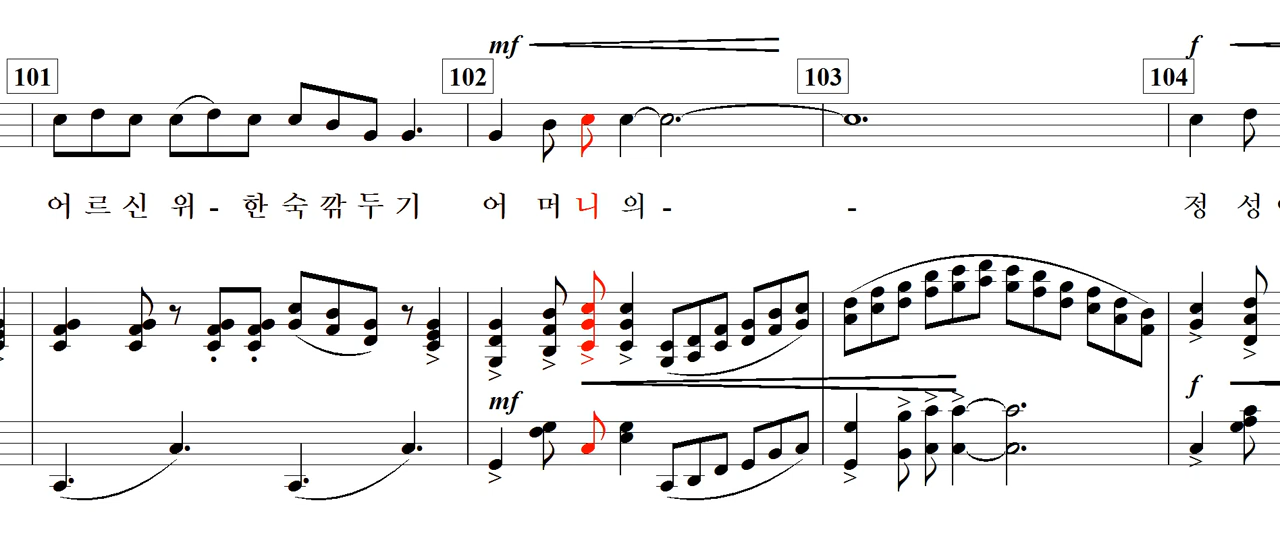 mf f
101 102 103 104
어 르 신 위 - 한 숙 깎 두 기 어 머 니 의 - - 정 성
mf f